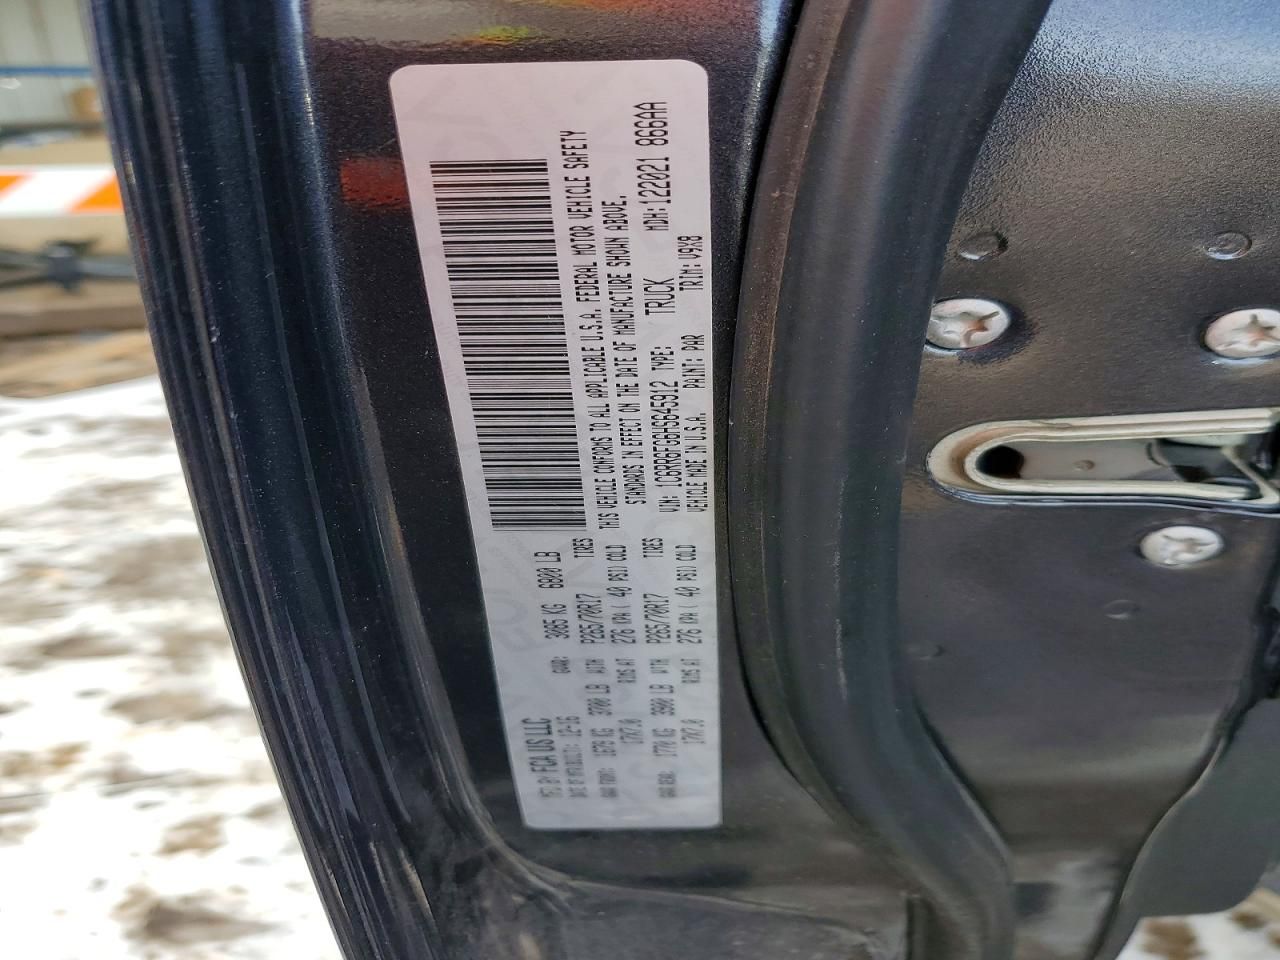 MFD BY: FCA US LLC
DATE OF MFR(BUILT): 12-16 GVWR: 3085 KG 6800 LB
GAWR FRONT: 1678 KG 3700 LB WITH P265/70R17 TIRES
17X7.0 RIMS AT 276 KPA ( 40 PSI) COLD
GAWR REAR: 1770 KG 3900 LB WITH P265/70R17 TIRES
17X7.0 RIMS AT 276 KPA ( 40 PSI) COLD
THIS VEHICLE CONFORMS TO ALL APPLICABLE U.S.A. FEDERAL MOTOR VEHICLE SAFETY
STANDARDS IN EFFECT ON THE DATE OF MANUFACTURE SHOWN ABOVE.
VIN: 1C6RR6FG6HS645912 TYPE: TRUCK MDH: 122021 866AA
VEHICLE MADE IN U.S.A. PAINT: PAR TRIM: V9X8